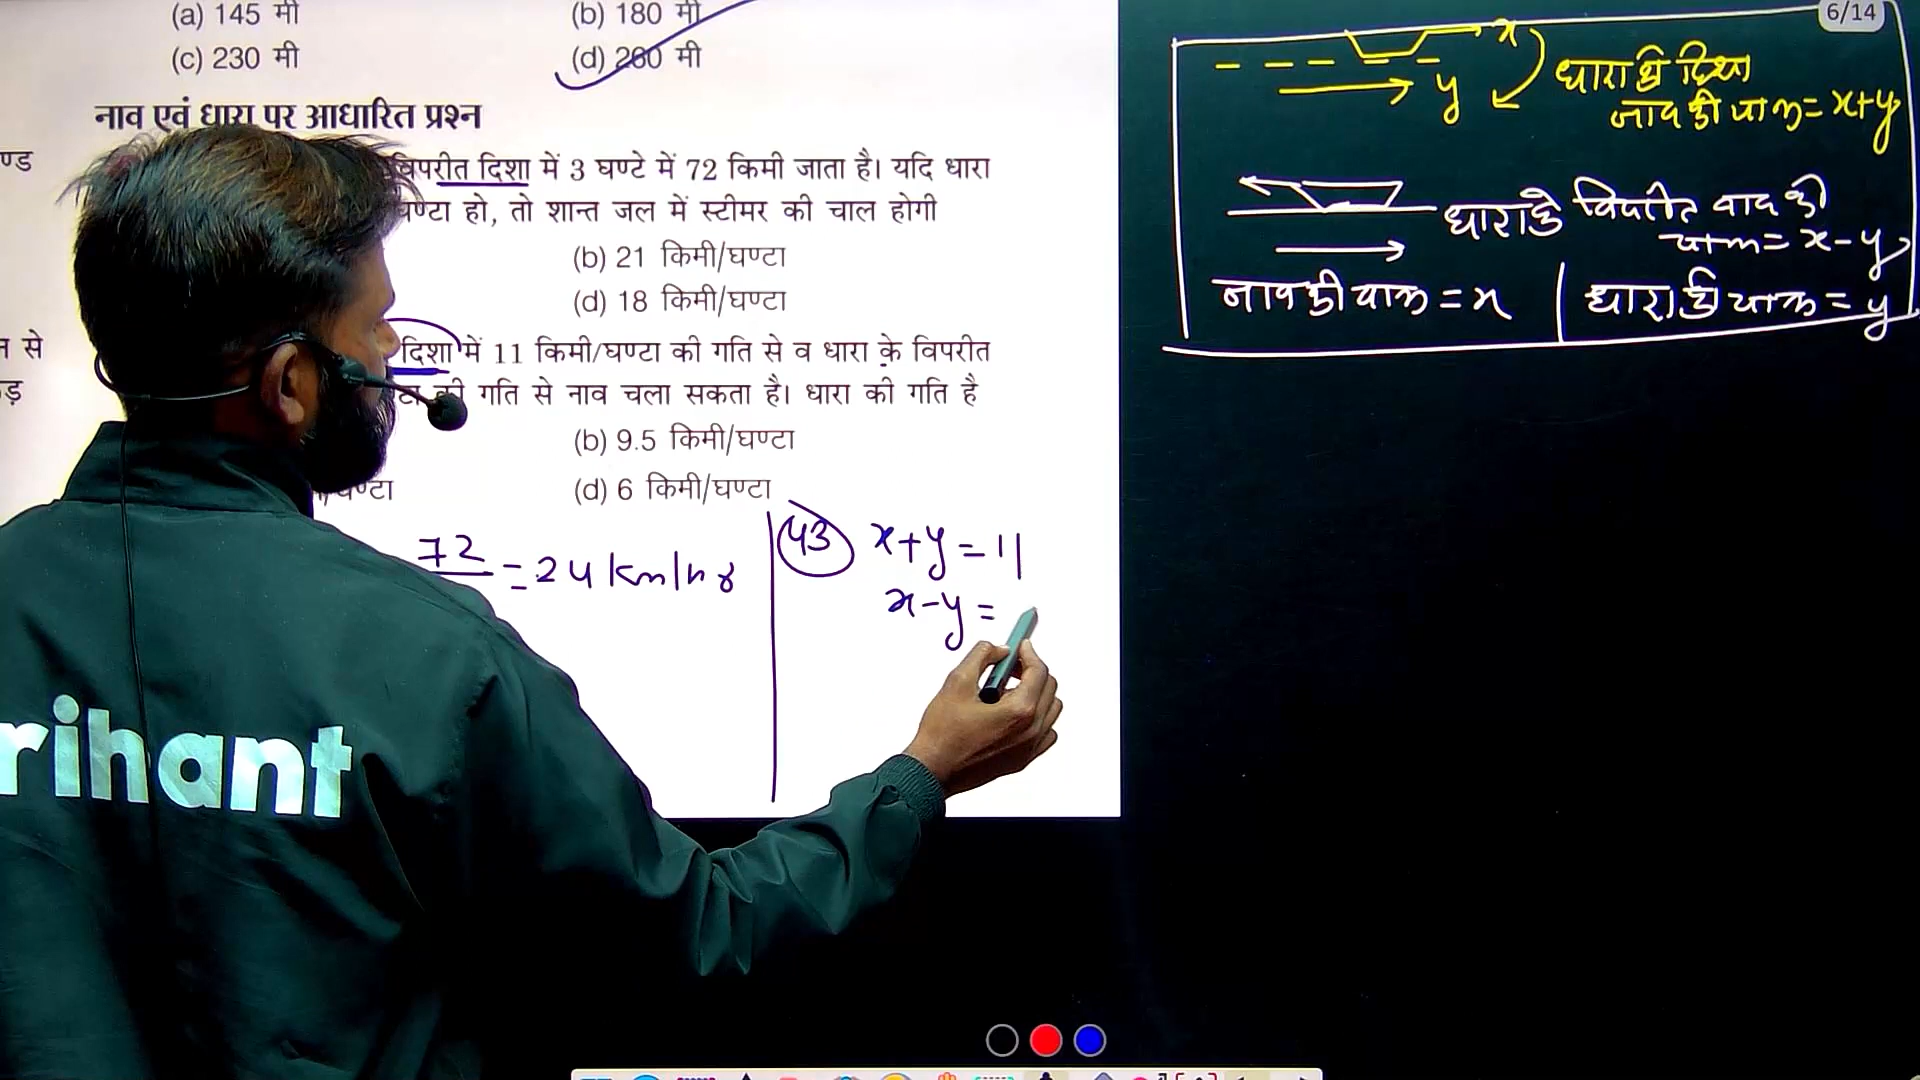 (a) 145 मी
(b) 180 मी
(c) 230 मी
(d) 260 मी
नाव एवं धारा पर आधारित प्रश्न
ण्ड
विपरीत दिशा में 3 घण्टे में 72 किमी जाता है। यदि धारा
घण्टा हो, तो शान्त जल में स्टीमर की चाल होगी
(b) 21 किमी/घण्टा
(d) 18 किमी/घण्टा
न से
दिशा में 11 किमी/घण्टा की गति से व धारा के विपरीत
ड़
टा की गति से नाव चला सकता है। धारा की गति है
(b) 9.5 किमी/घण्टा
घण्टा
(d) 6 किमी/घण्टा
72 = 24 km/hr
43 x+y=11
x-y=
rihant
6/14
x
y
धारा की दिशा
नाव की चाल = x+y
धारा के विपरीत नाव की
चाल = x-y
नाव की चाल = x
धारा की चाल = y